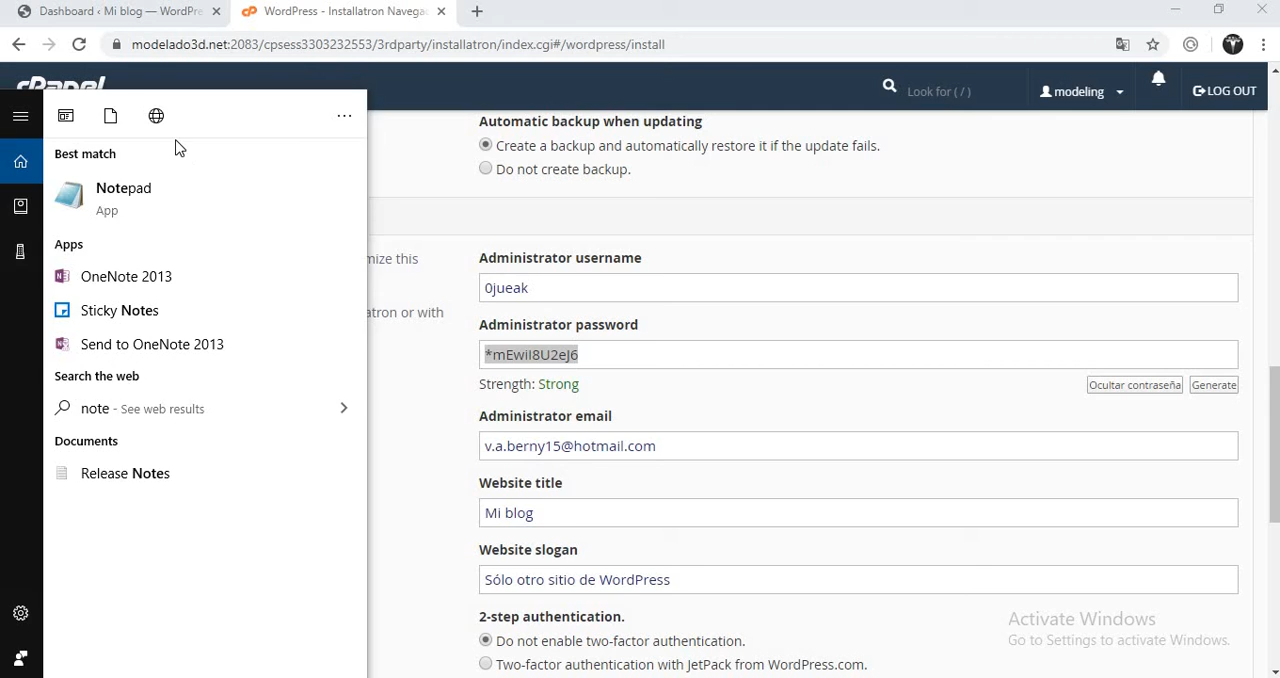 Dashboard ‹ Mi blog — WordPre
WordPress - Installatron Navega
modelado3d.net:2083/cpsess3303232553/3rdparty/installatron/index.cgi#/wordpress/install
cPanel
Look for ( / )
modeling
LOG OUT
Best match
Notepad
App
Apps
OneNote 2013
Sticky Notes
Send to OneNote 2013
Search the web
note - See web results
Documents
Release Notes
Automatic backup when updating
Create a backup and automatically restore it if the update fails.
Do not create backup.
mize this
atron or with
Administrator username
0jueak
Administrator password
*mEwiI8U2eJ6
Strength: Strong
Ocultar contraseña
Generate
Administrator email
v.a.berny15@hotmail.com
Website title
Mi blog
Website slogan
Sólo otro sitio de WordPress
2-step authentication.
Do not enable two-factor authentication.
Two-factor authentication with JetPack from WordPress.com.
Activate Windows
Go to Settings to activate Windows.